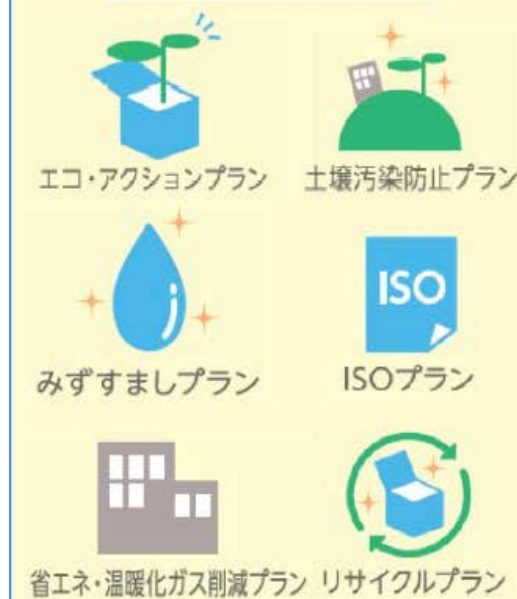 エコ・アクションプラン
土壌汚染防止プラン
ISO
みずすましプラン
ISOプラン
省エネ・温暖化ガス削減プラン
リサイクルプラン